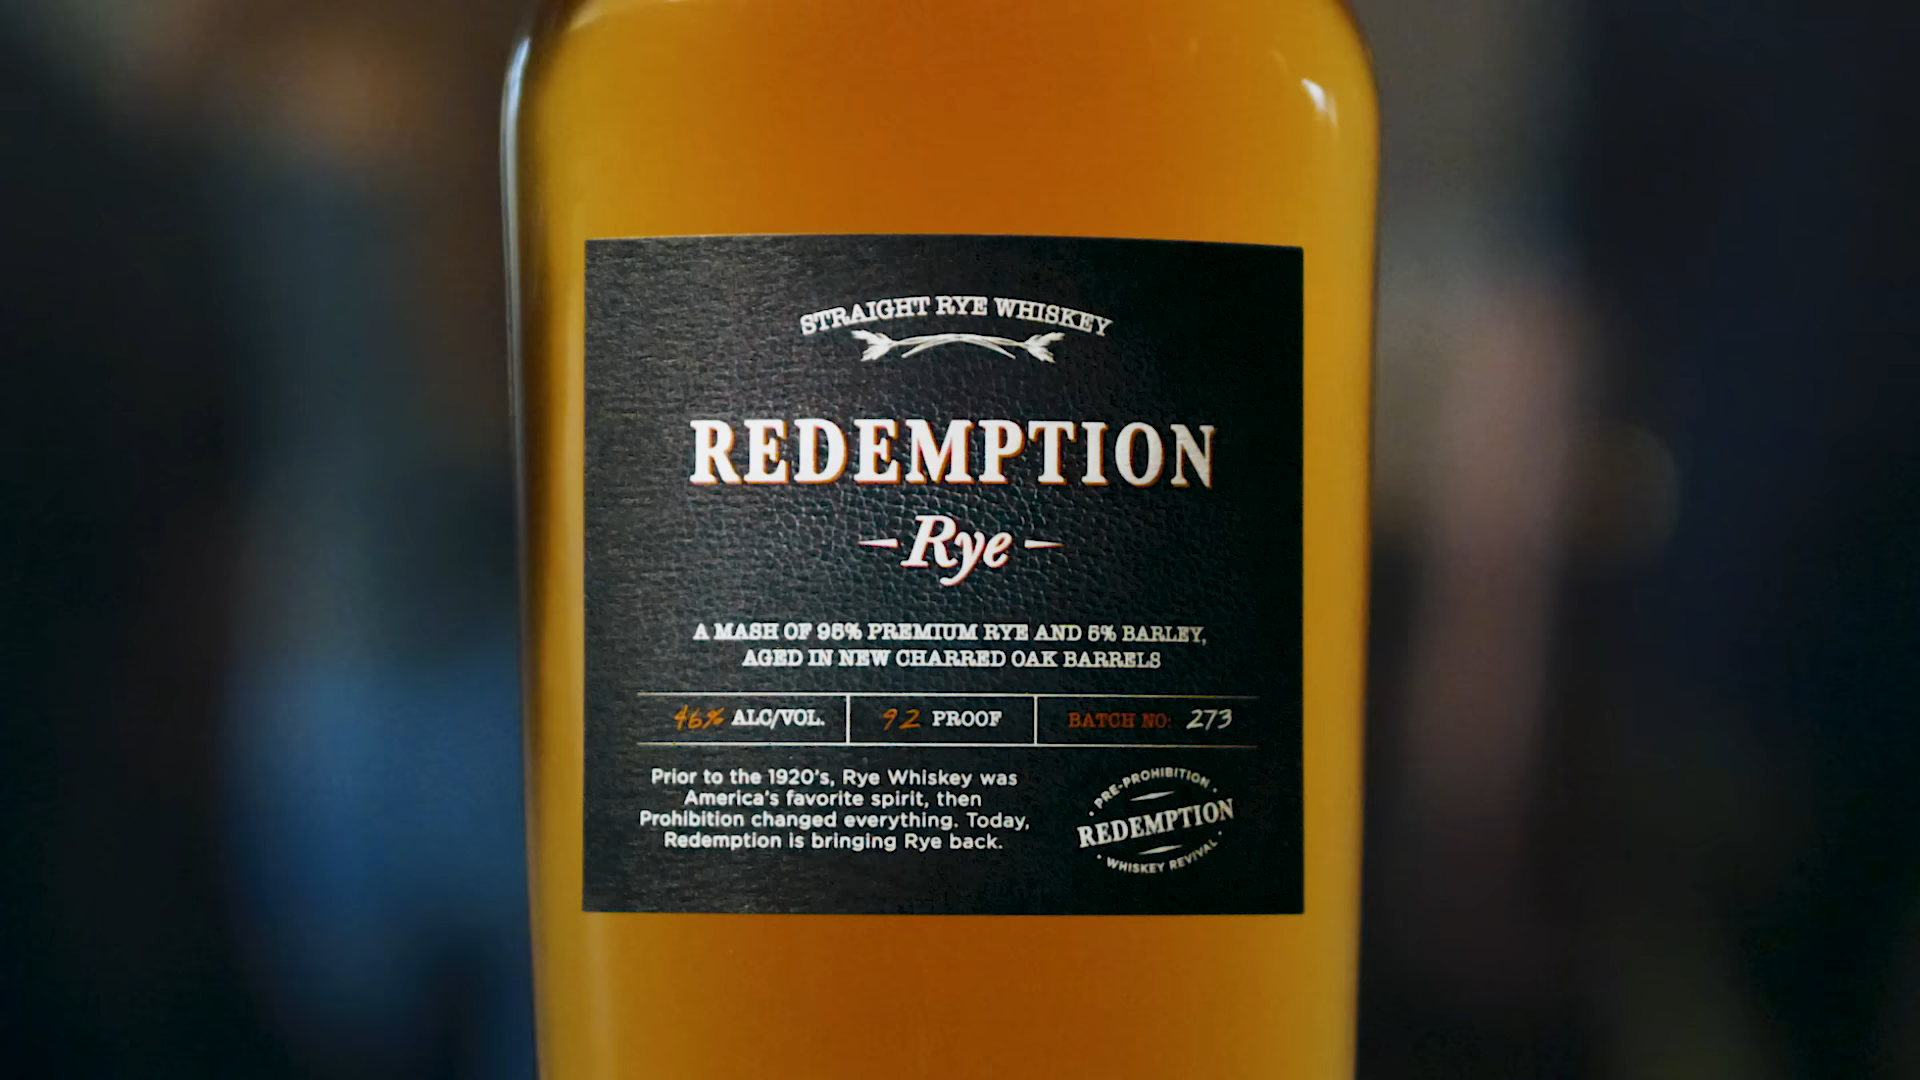 STRAIGHT RYE WHISKEY
REDEMPTION
Rye
A MASH OF 95% PREMIUM RYE AND 5% BARLEY,
AGED IN NEW CHARRED OAK BARRELS
46% ALC/VOL.
92 PROOF
BATCH NO: 273
Prior to the 1920's, Rye Whiskey was
America's favorite spirit, then
Prohibition changed everything. Today,
Redemption is bringing Rye back.
PRE-PROHIBITION
REDEMPTION
WHISKEY REVIVAL